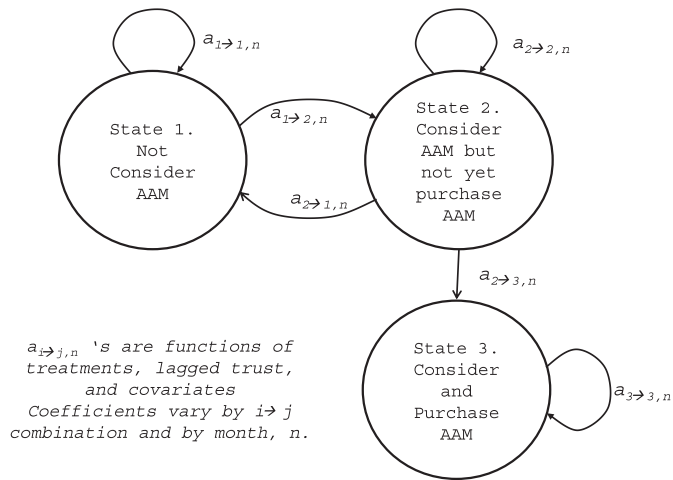 a1→1,n
a2→2,n
State 1.
Not
Consider
AAM
a1→2,n
State 2.
Consider
AAM but
not yet
purchase
AAM
a2→1,n
a2→3,n
State 3.
Consider
and
Purchase
AAM
a3→3,n
ai→j,n 's are functions of
treatments, lagged trust,
and covariates
Coefficients vary by i→ j
combination and by month, n.